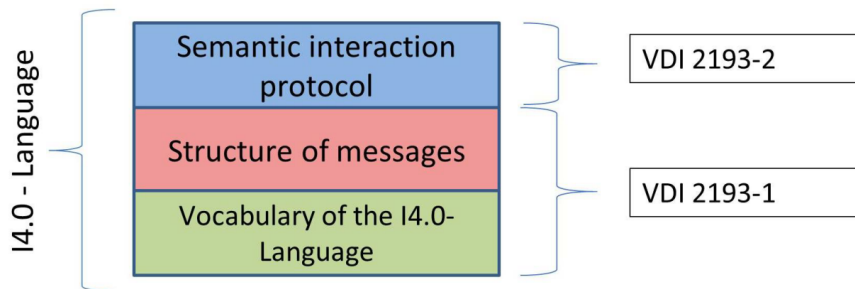 I4.0 - Language
Semantic interaction
protocol
Structure of messages
Vocabulary of the I4.0-
Language
VDI 2193-2
VDI 2193-1